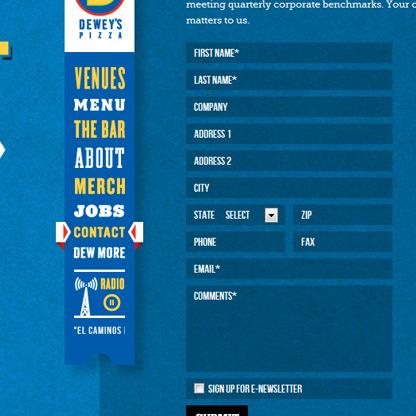 meeting quarterly corporate benchmarks. Your
matters to us.
DEWEY'S
PIZZA
VENUES
MENU
THE BAR
ABOUT
MERCH
JOBS
CONTACT
DEW MORE
RADIO
"EL CAMINOS
FIRST NAME*
LAST NAME*
COMPANY
ADDRESS 1
ADDRESS 2
CITY
STATE SELECT ZIP
PHONE FAX
EMAIL*
COMMENTS*
SIGN UP FOR E-NEWSLETTER
SUBMIT